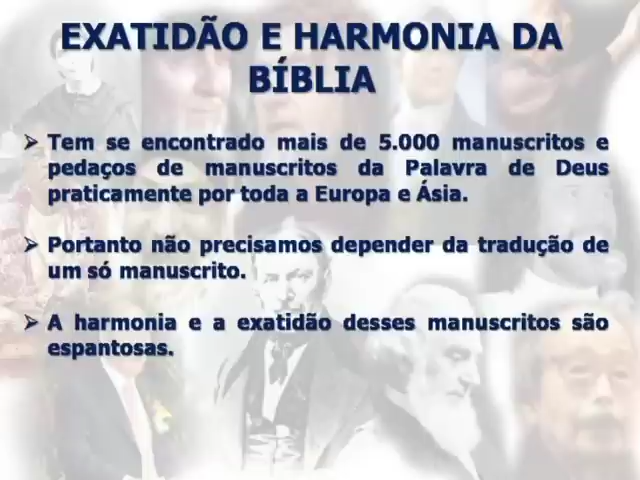 EXATIDÃO E HARMONIA DA
BÍBLIA
➢ Tem se encontrado mais de 5.000 manuscritos e
pedaços de manuscritos da Palavra de Deus
praticamente por toda a Europa e Ásia.
➢ Portanto não precisamos depender da tradução de
um só manuscrito.
➢ A harmonia e a exatidão desses manuscritos são
espantosas.